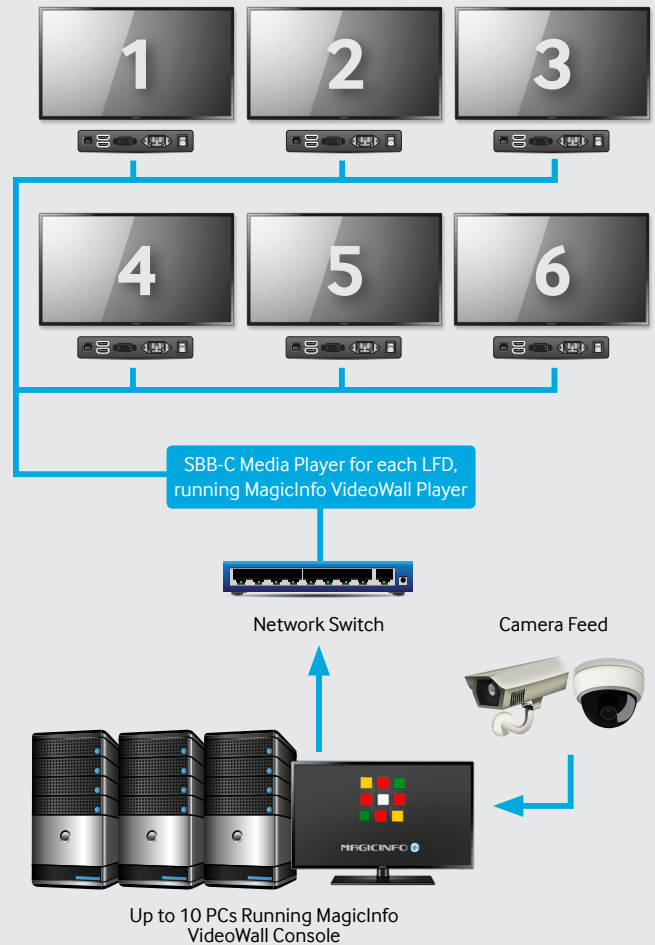 1
2
3
4
5
6
SBB-C Media Player for each LFD,
running MagicInfo VideoWall Player
Network Switch
Camera Feed
MAGICINFO
Up to 10 PCs Running MagicInfo
VideoWall Console